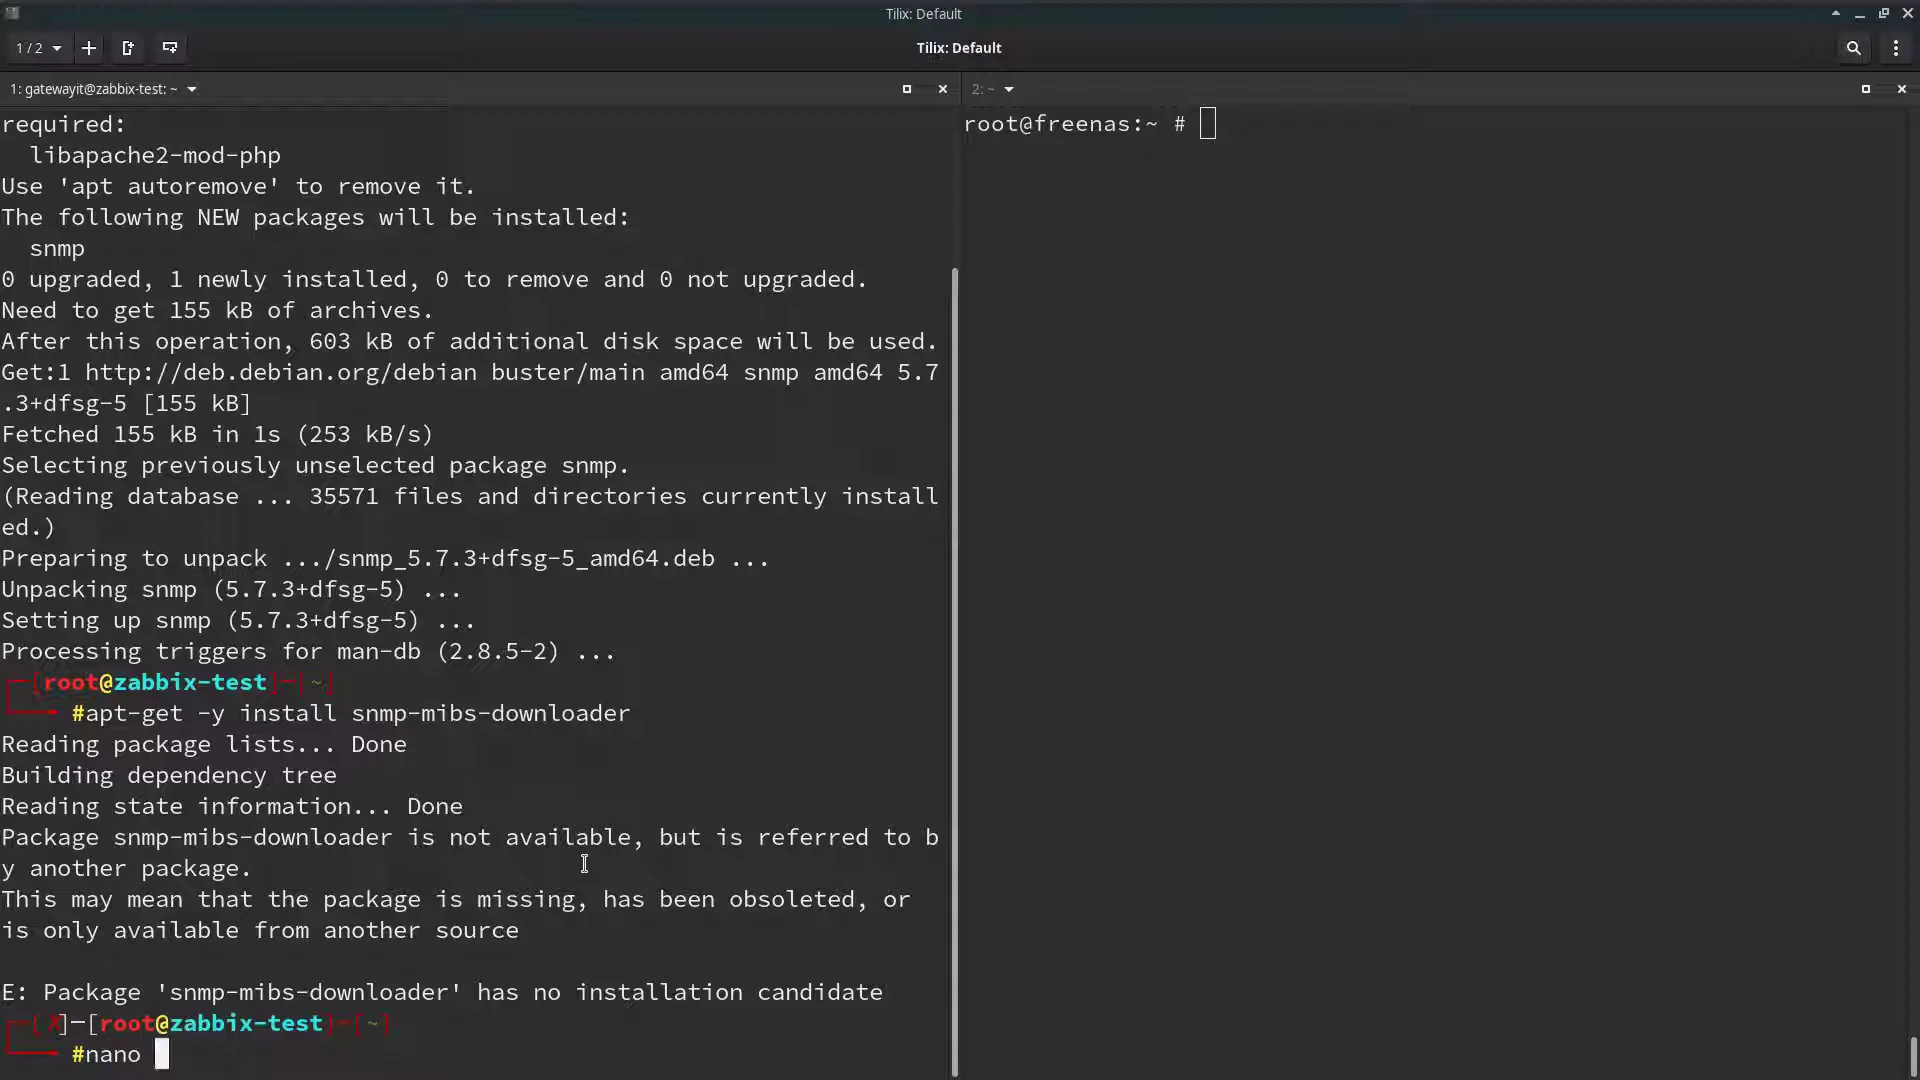 Tilix: Default
1 / 2
Tilix: Default
1: gatewayit@zabbix-test: ~
2: ~
required:
libapache2-mod-php
Use 'apt autoremove' to remove it.
The following NEW packages will be installed:
snmp
0 upgraded, 1 newly installed, 0 to remove and 0 not upgraded.
Need to get 155 kB of archives.
After this operation, 603 kB of additional disk space will be used.
Get:1 http://deb.debian.org/debian buster/main amd64 snmp amd64 5.7
.3+dfsg-5 [155 kB]
Fetched 155 kB in 1s (253 kB/s)
Selecting previously unselected package snmp.
(Reading database ... 35571 files and directories currently install
ed.)
Preparing to unpack .../snmp_5.7.3+dfsg-5_amd64.deb ...
Unpacking snmp (5.7.3+dfsg-5) ...
Setting up snmp (5.7.3+dfsg-5) ...
Processing triggers for man-db (2.8.5-2) ...
┌─[root@zabbix-test]─[~]
└──╼ #apt-get -y install snmp-mibs-downloader
Reading package lists... Done
Building dependency tree
Reading state information... Done
Package snmp-mibs-downloader is not available, but is referred to b
y another package.
This may mean that the package is missing, has been obsoleted, or
is only available from another source
E: Package 'snmp-mibs-downloader' has no installation candidate
┌─[✗]─[root@zabbix-test]─[~]
└──╼ #nano
root@freenas:~ #